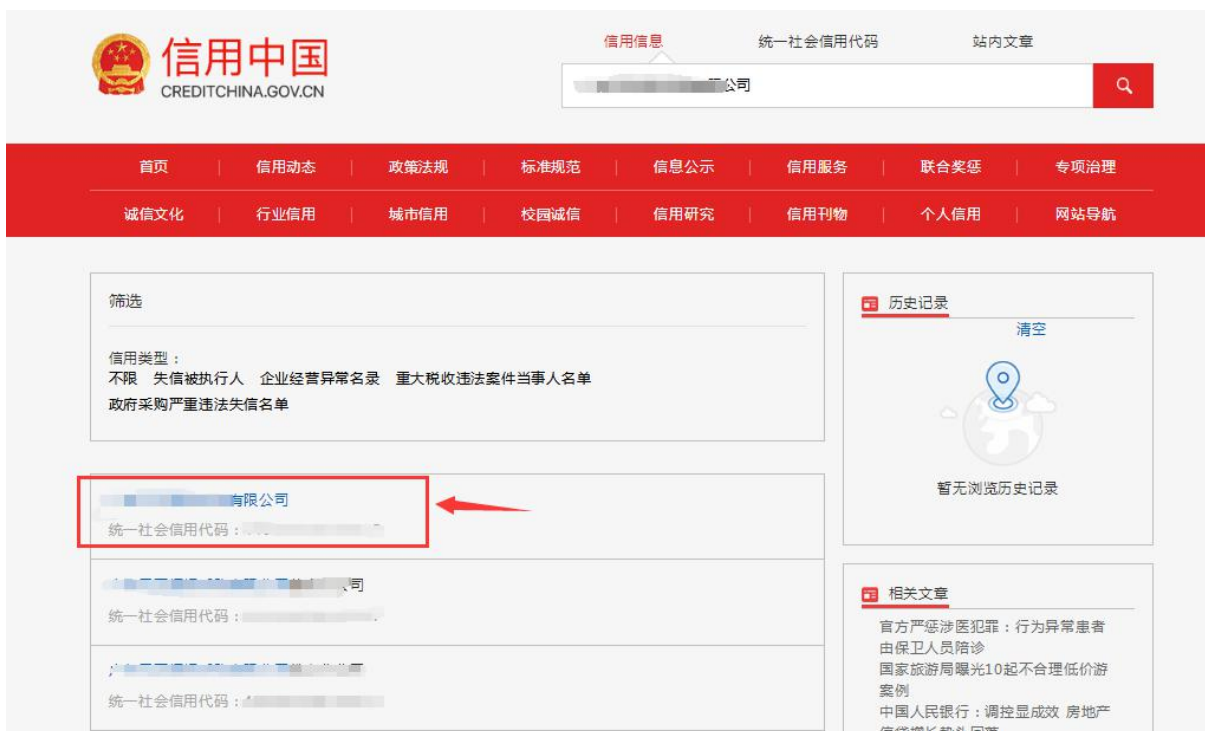 信用中国
CREDITCHINA.GOV.CN
信用信息 统一社会信用代码 站内文章
公司
首页 信用动态 政策法规 标准规范 信息公示 信用服务 联合奖惩 专项治理
诚信文化 行业信用 城市信用 校园诚信 信用研究 信用刊物 个人信用 网站导航
筛选
信用类型：
不限 失信被执行人 企业经营异常名录 重大税收违法案件当事人名单
政府采购严重违法失信名单
有限公司
统一社会信用代码：
司
统一社会信用代码：
统一社会信用代码：
历史记录
清空
暂无浏览历史记录
相关文章
官方严惩涉医犯罪：行为异常患者
由保卫人员陪诊
国家旅游局曝光10起不合理低价游
案例
中国人民银行：调控显成效 房地产